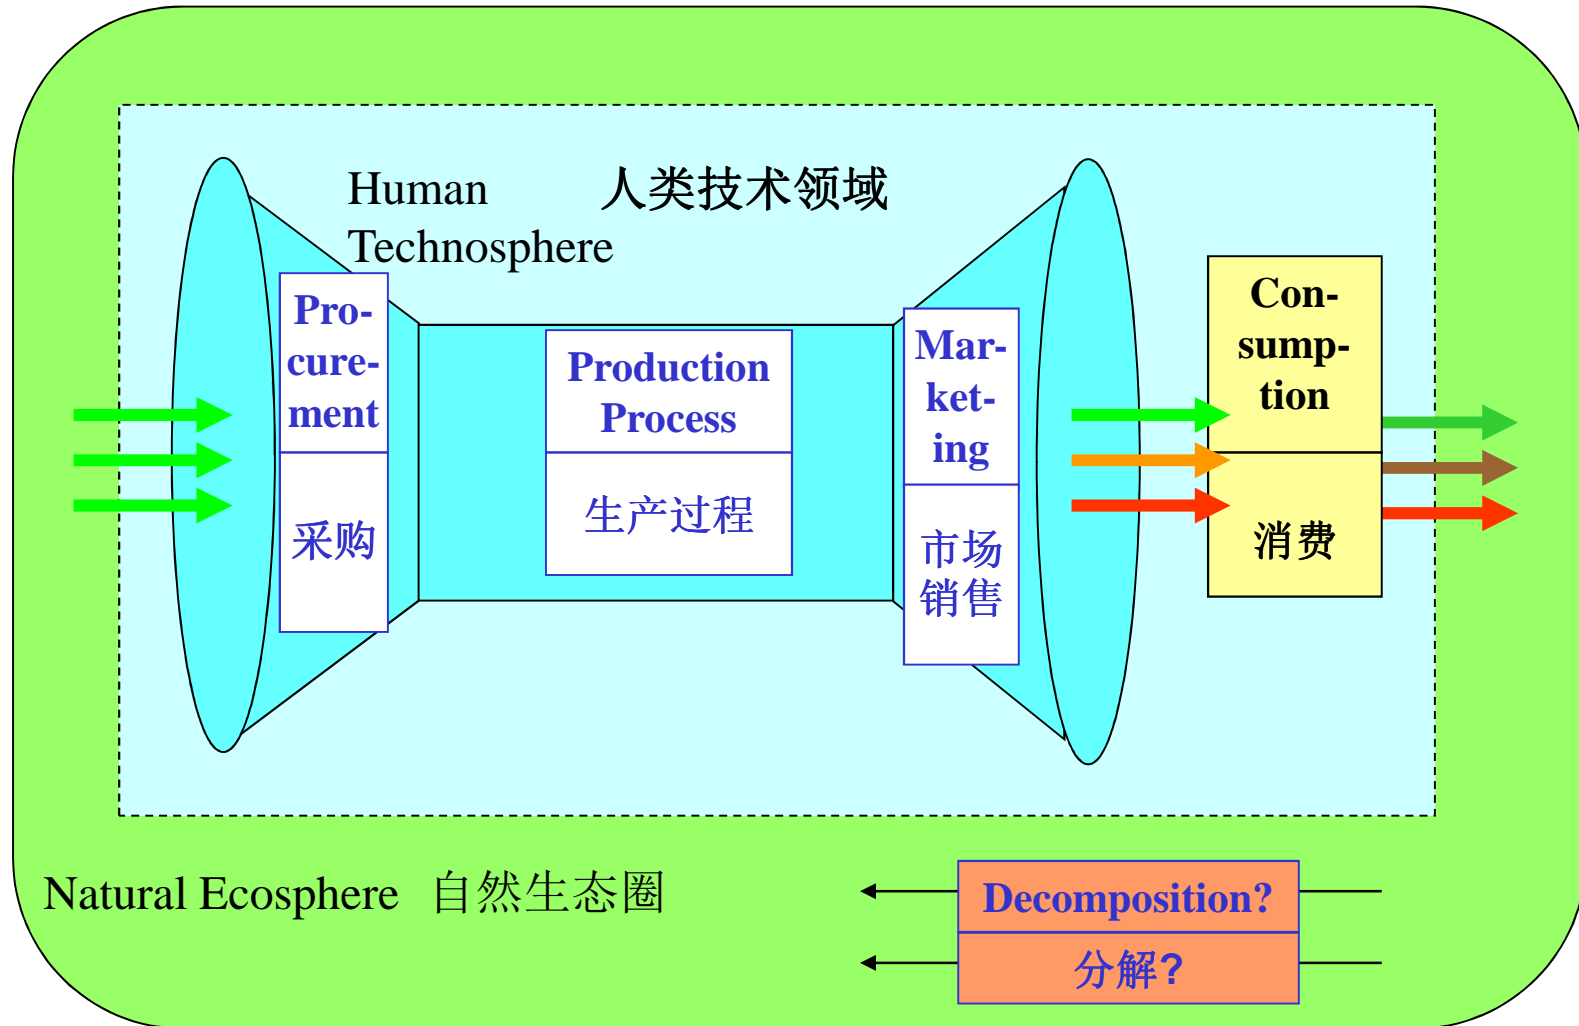 Human
Technosphere
人类技术领域
Pro-
cure-
ment
采购
Production
Process
生产过程
Mar-
ket-
ing
市场
销售
Con-
sump-
tion
消费
Natural Ecosphere 自然生态圈
Decomposition?
分解?